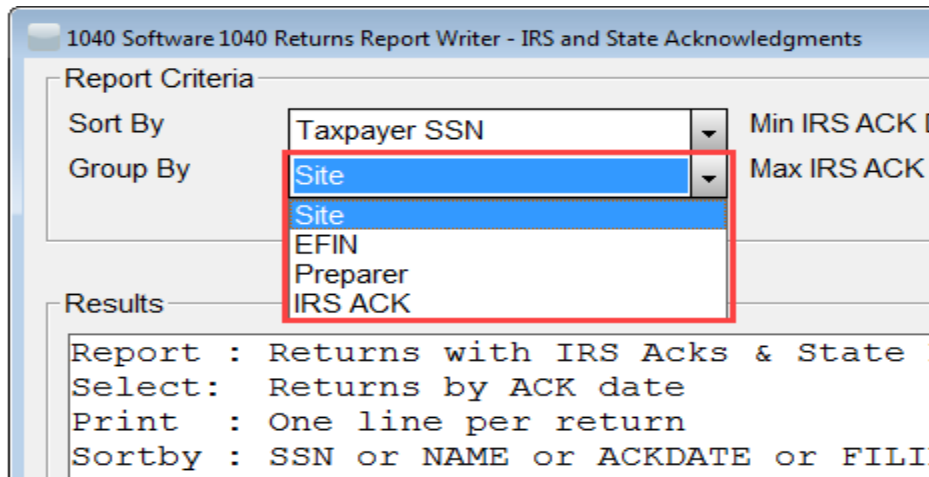 1040 Software 1040 Returns Report Writer - IRS and State Acknowledgments
Report Criteria
Sort By Taxpayer SSN Min IRS ACK
Group By Site Max IRS ACK
Site
EFIN
Preparer
IRS ACK
Results
Report : Returns with IRS Acks & State
Select: Returns by ACK date
Print : One line per return
Sortby : SSN or NAME or ACKDATE or